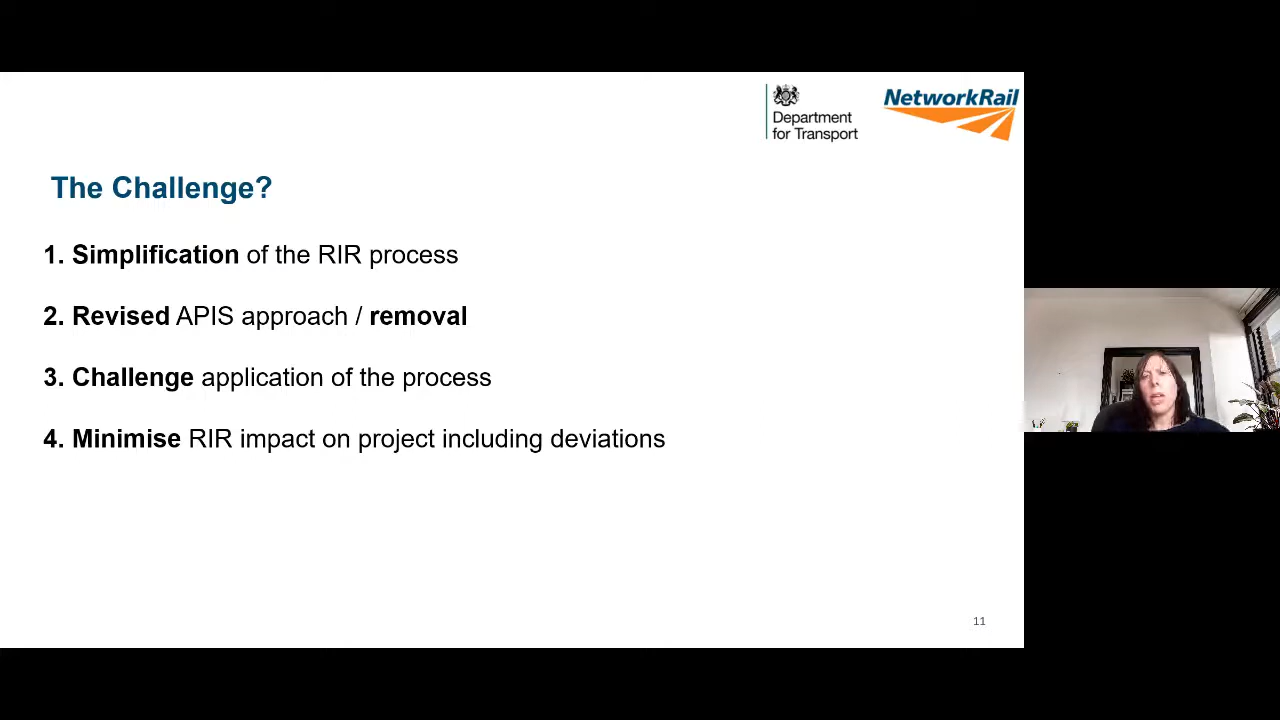 Department
for Transport
NetworkRail
The Challenge?
1. Simplification of the RIR process
2. Revised APIS approach / removal
3. Challenge application of the process
4. Minimise RIR impact on project including deviations
11